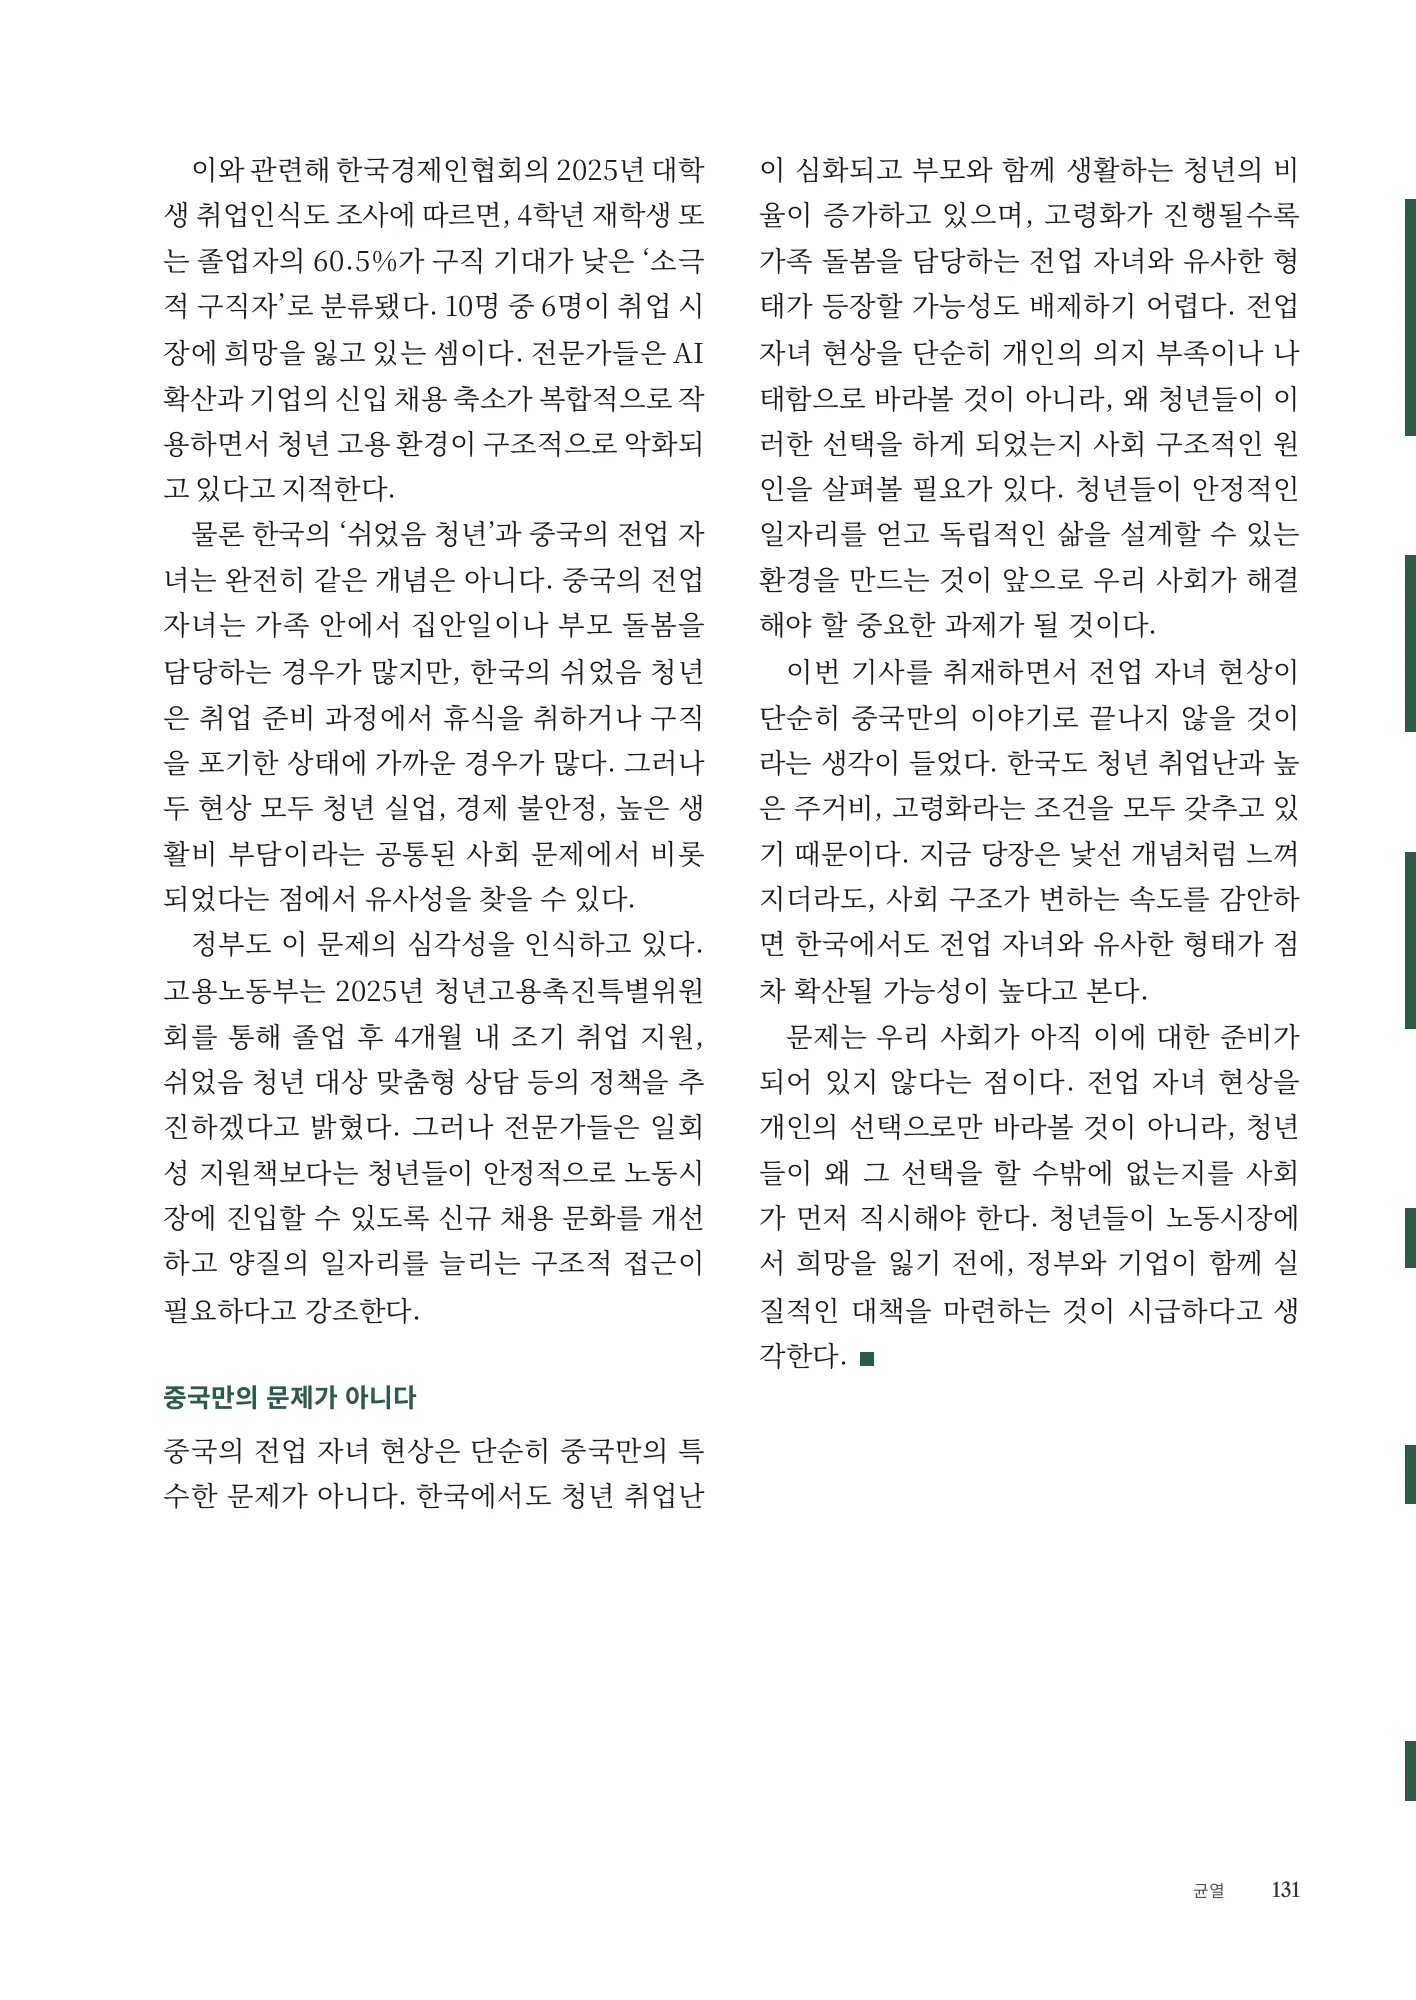 이와 관련해 한국경제인협회의 2025년 대학
생 취업인식도 조사에 따르면, 4학년 재학생 또
는 졸업자의 60.5%가 구직 기대가 낮은 ‘소극
적 구직자’로 분류됐다. 10명 중 6명이 취업 시
장에 희망을 잃고 있는 셈이다. 전문가들은 AI
확산과 기업의 신입 채용 축소가 복합적으로 작
용하면서 청년 고용 환경이 구조적으로 악화되
고 있다고 지적한다.
물론 한국의 ‘쉬었음 청년’과 중국의 전업 자
녀는 완전히 같은 개념은 아니다. 중국의 전업
자녀는 가족 안에서 집안일이나 부모 돌봄을
담당하는 경우가 많지만, 한국의 쉬었음 청년
은 취업 준비 과정에서 휴식을 취하거나 구직
을 포기한 상태에 가까운 경우가 많다. 그러나
두 현상 모두 청년 실업, 경제 불안정, 높은 생
활비 부담이라는 공통된 사회 문제에서 비롯
되었다는 점에서 유사성을 찾을 수 있다.
정부도 이 문제의 심각성을 인식하고 있다.
고용노동부는 2025년 청년고용촉진특별위원
회를 통해 졸업 후 4개월 내 조기 취업 지원,
쉬었음 청년 대상 맞춤형 상담 등의 정책을 추
진하겠다고 밝혔다. 그러나 전문가들은 일회
성 지원책보다는 청년들이 안정적으로 노동시
장에 진입할 수 있도록 신규 채용 문화를 개선
하고 양질의 일자리를 늘리는 구조적 접근이
필요하다고 강조한다.
중국만의 문제가 아니다
중국의 전업 자녀 현상은 단순히 중국만의 특
수한 문제가 아니다. 한국에서도 청년 취업난
이 심화되고 부모와 함께 생활하는 청년의 비
율이 증가하고 있으며, 고령화가 진행될수록
가족 돌봄을 담당하는 전업 자녀와 유사한 형
태가 등장할 가능성도 배제하기 어렵다. 전업
자녀 현상을 단순히 개인의 의지 부족이나 나
태함으로 바라볼 것이 아니라, 왜 청년들이 이
러한 선택을 하게 되었는지 사회 구조적인 원
인을 살펴볼 필요가 있다. 청년들이 안정적인
일자리를 얻고 독립적인 삶을 설계할 수 있는
환경을 만드는 것이 앞으로 우리 사회가 해결
해야 할 중요한 과제가 될 것이다.
이번 기사를 취재하면서 전업 자녀 현상이
단순히 중국만의 이야기로 끝나지 않을 것이
라는 생각이 들었다. 한국도 청년 취업난과 높
은 주거비, 고령화라는 조건을 모두 갖추고 있
기 때문이다. 지금 당장은 낯선 개념처럼 느껴
지더라도, 사회 구조가 변하는 속도를 감안하
면 한국에서도 전업 자녀와 유사한 형태가 점
차 확산될 가능성이 높다고 본다.
문제는 우리 사회가 아직 이에 대한 준비가
되어 있지 않다는 점이다. 전업 자녀 현상을
개인의 선택으로만 바라볼 것이 아니라, 청년
들이 왜 그 선택을 할 수밖에 없는지를 사회
가 먼저 직시해야 한다. 청년들이 노동시장에
서 희망을 잃기 전에, 정부와 기업이 함께 실
질적인 대책을 마련하는 것이 시급하다고 생
각한다. ■
균열 131